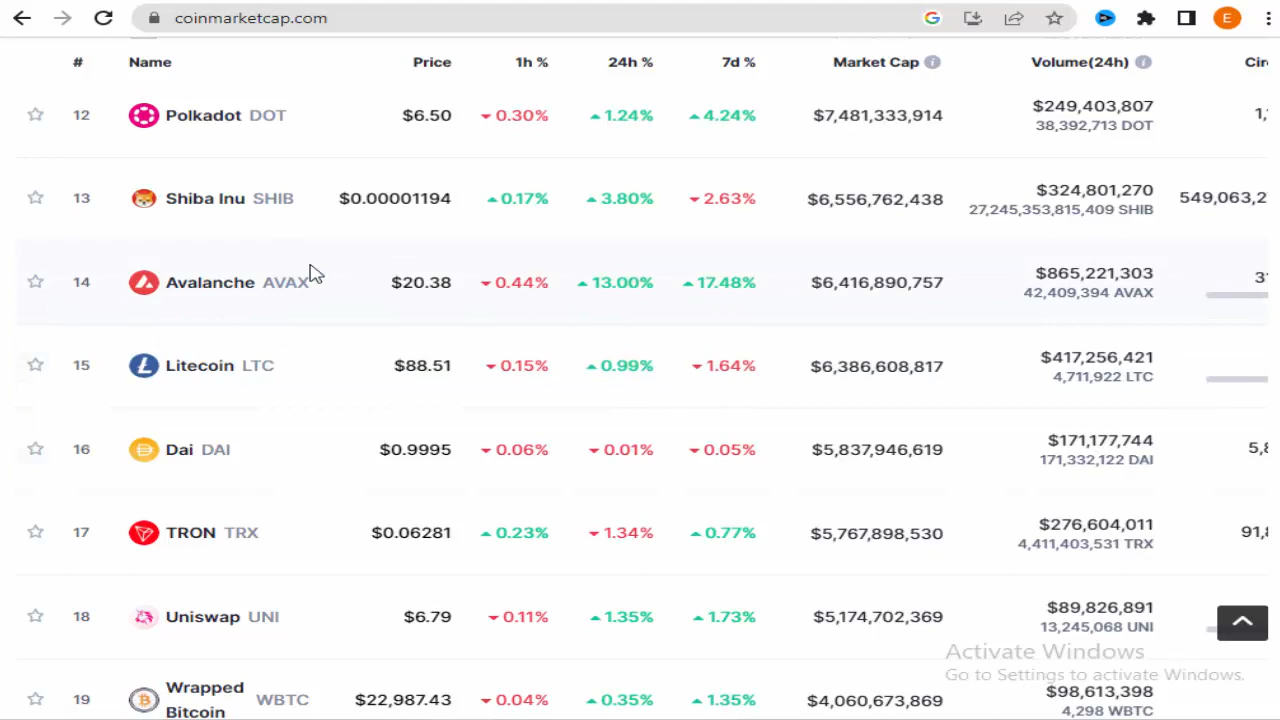 coinmarketcap.com
E
# Name Price 1h % 24h % 7d % Market Cap Volume(24h) Cir
12 Polkadot DOT $6.50 0.30% 1.24% 4.24% $7,481,333,914 $249,403,807 1,
38,392,713 DOT
13 Shiba Inu SHIB $0.00001194 0.17% 3.80% 2.63% $6,556,762,438 $324,801,270 549,063,2
27,245,353,815,409 SHIB
14 Avalanche AVAX $20.38 0.44% 13.00% 17.48% $6,416,890,757 $865,221,303 31
42,409,394 AVAX
15 Litecoin LTC $88.51 0.15% 0.99% 1.64% $6,386,608,817 $417,256,421
4,711,922 LTC
16 Dai DAI $0.9995 0.06% 0.01% 0.05% $5,837,946,619 $171,177,744 5,8
171,332,122 DAI
17 TRON TRX $0.06281 0.23% 1.34% 0.77% $5,767,898,530 $276,604,011 91,8
4,411,403,531 TRX
18 Uniswap UNI $6.79 0.11% 1.35% 1.73% $5,174,702,369 $89,826,891
13,245,068 UNI
Activate Windows
Go to Settings to activate Windows.
19 Wrapped Bitcoin WBTC $22,987.43 0.04% 0.35% 1.35% $4,060,673,869 $98,613,398
4,298 WBTC